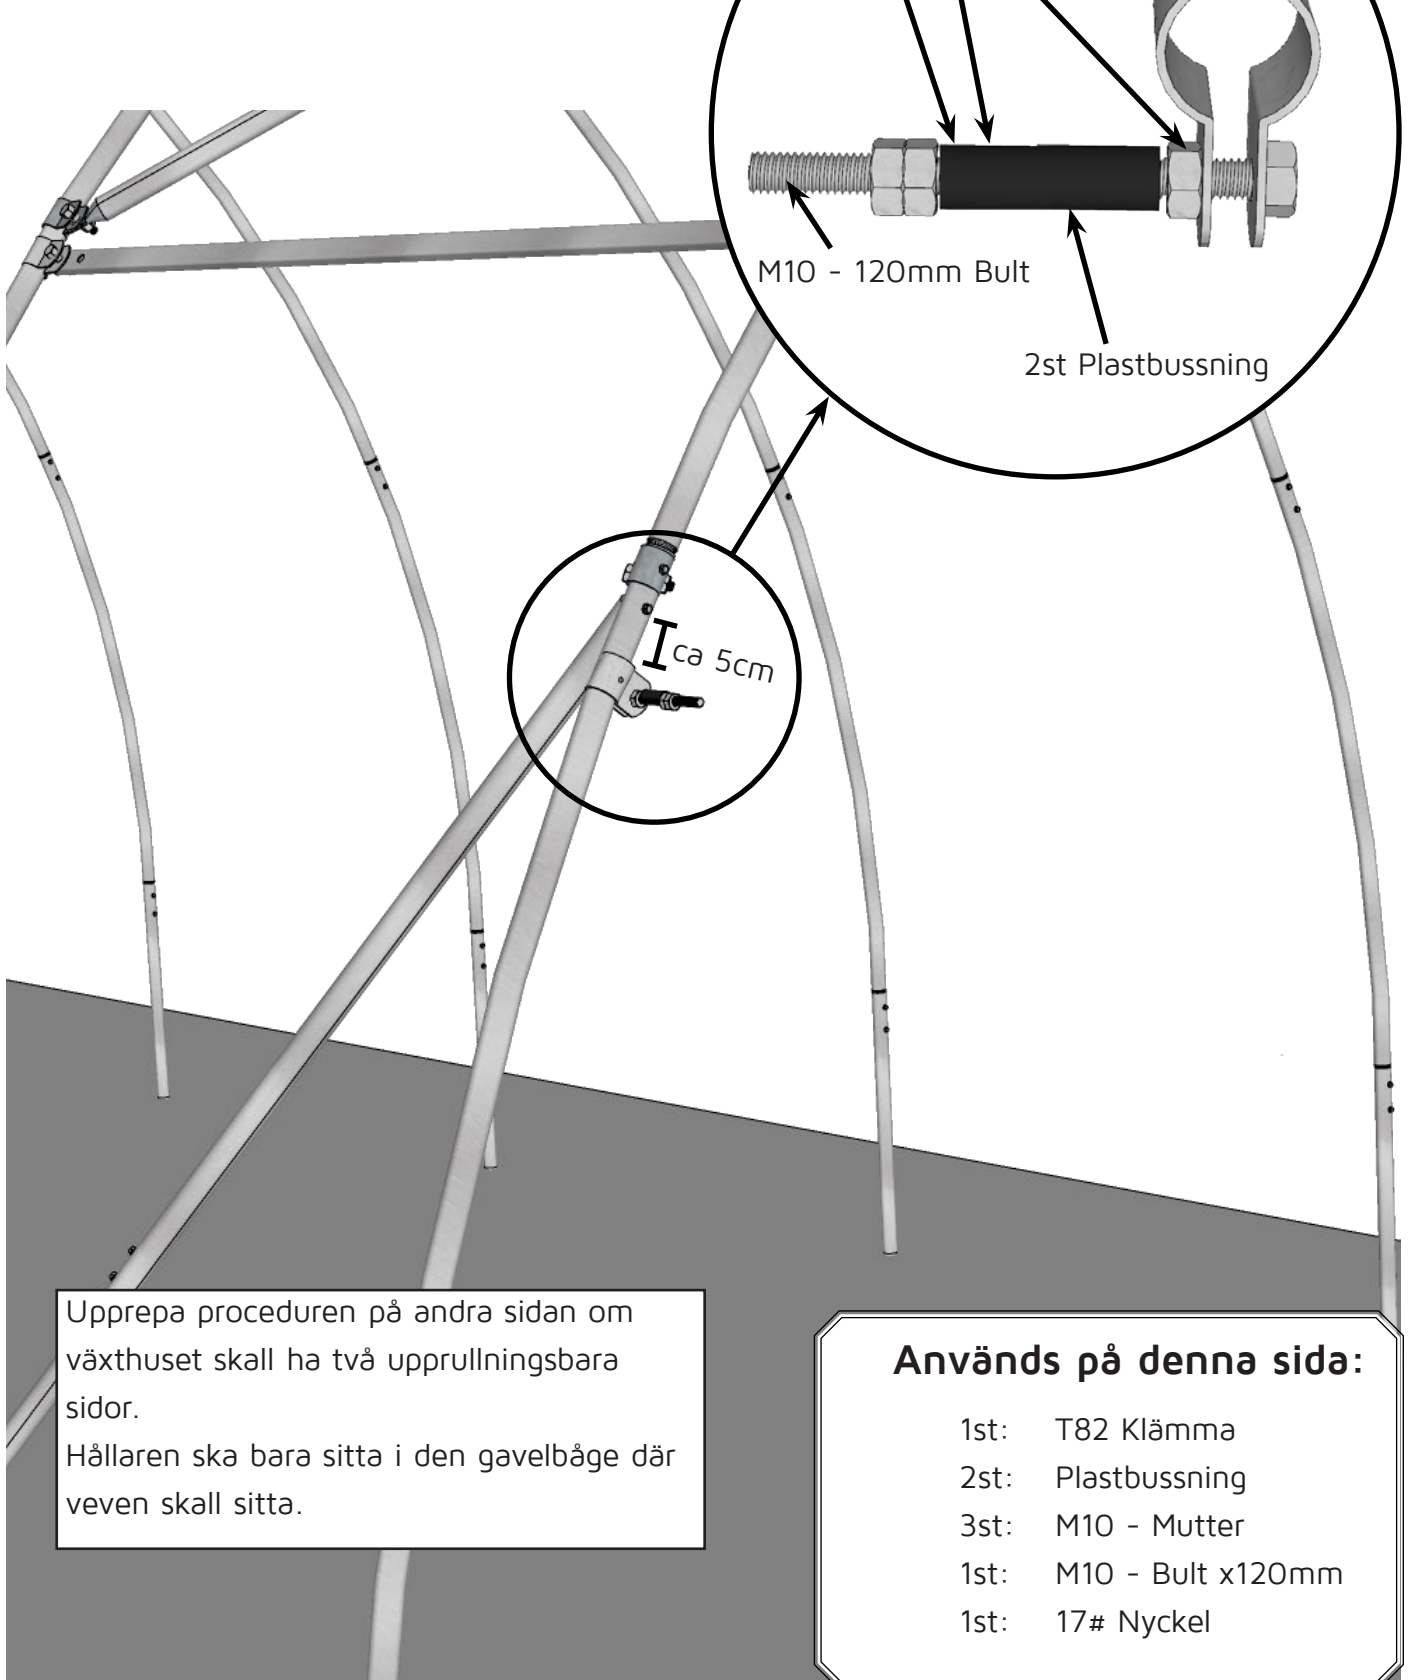 M10 - 120mm Bult
2st Plastbussning
ca 5cm
Upprepa proceduren på andra sidan om
växthuset skall ha två upprullningsbara
sidor.
Hållaren ska bara sitta i den gavelbåge där
veven skall sitta.
Används på denna sida:
1st: T82 Klämma
2st: Plastbussning
3st: M10 - Mutter
1st: M10 - Bult x120mm
1st: 17# Nyckel